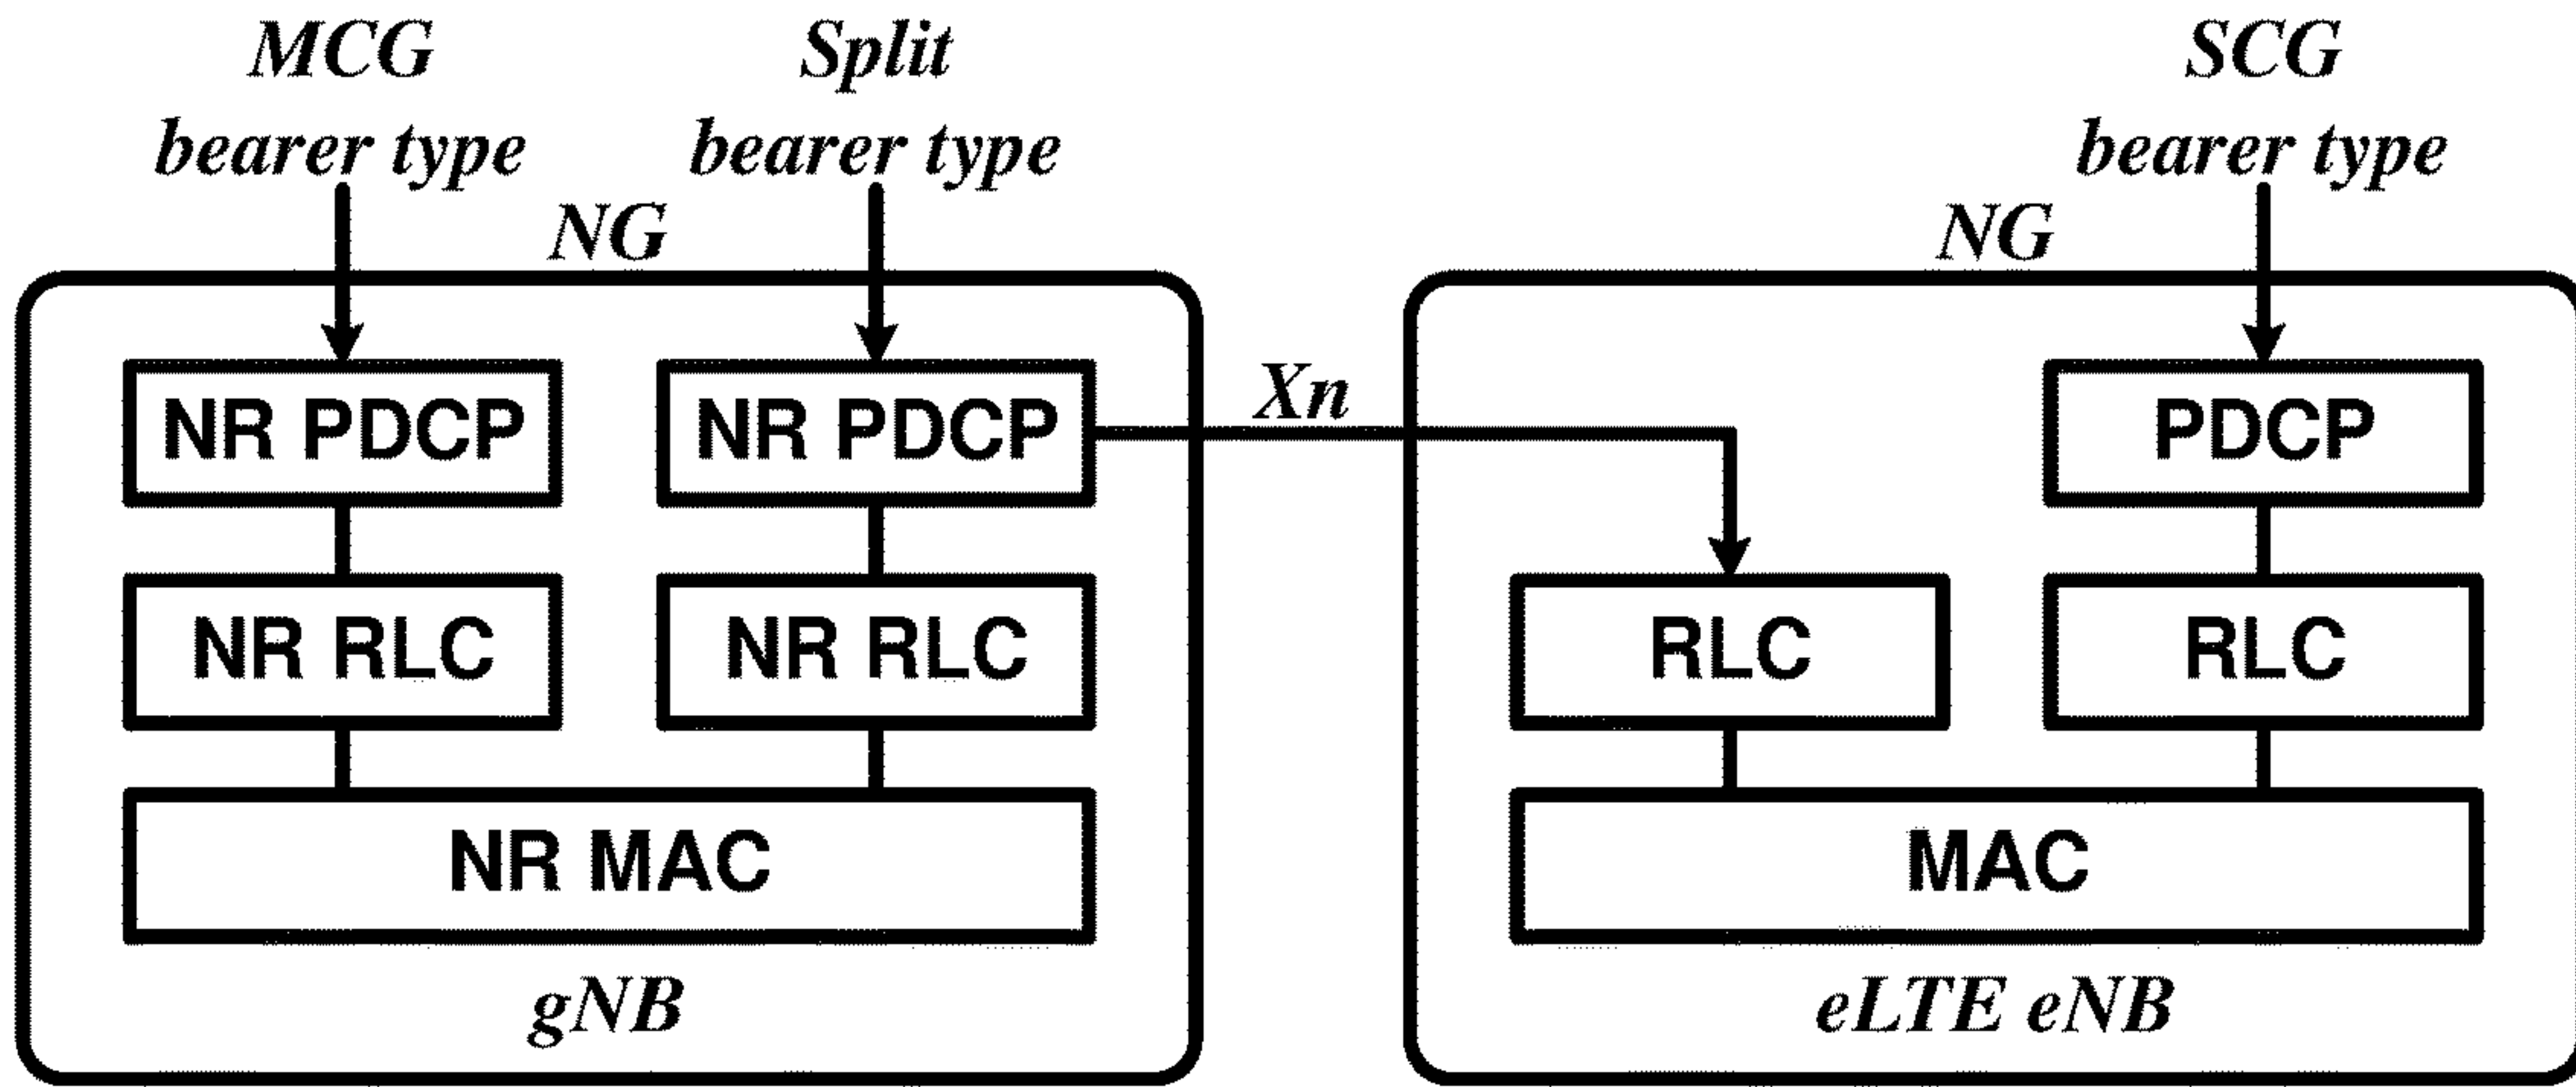 MCG
bearer type
Split
bearer type
SCG
bearer type
NG
NG
Xn
NR PDCP
NR PDCP
PDCP
NR RLC
NR RLC
RLC
RLC
NR MAC
MAC
gNB
eLTE eNB